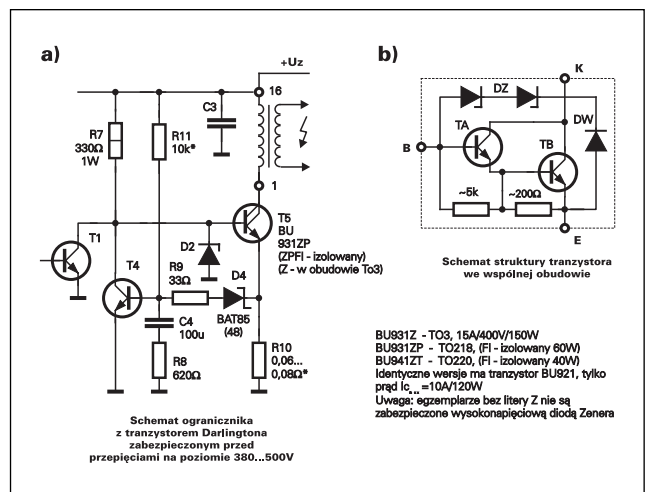 a)
+Uz
16
C3
R7
330Ω
1W
R11
10k*
1
T5
BU
931ZP
(ZPFI - izolowany)
(Z - w obudowie To3)
T1
T4
D2
R9
33Ω
D4
BAT85
(48)
C4
100u
R8
620Ω
R10
0,06...
0,08Ω*
Schemat ogranicznika
z tranzystorem Darlingtona
zabezpieczonym przed
przepięciami na poziomie 380...500V
b)
K
DZ
DW
TA
TB
B
~5k
~200Ω
E
Schemat struktury tranzystora
we wspólnej obudowie
BU931Z - TO3, 15A/400V/150W
BU931ZP - TO218, (FI - izolowany 60W)
BU941ZT - TO220, (FI - izolowany 40W)
Identyczne wersje ma tranzystor BU921, tylko
prąd Ic =10A/120W
Uwaga: egzemplarze bez litery Z nie są
zabezpieczone wysokonapięciową diodą Zenera